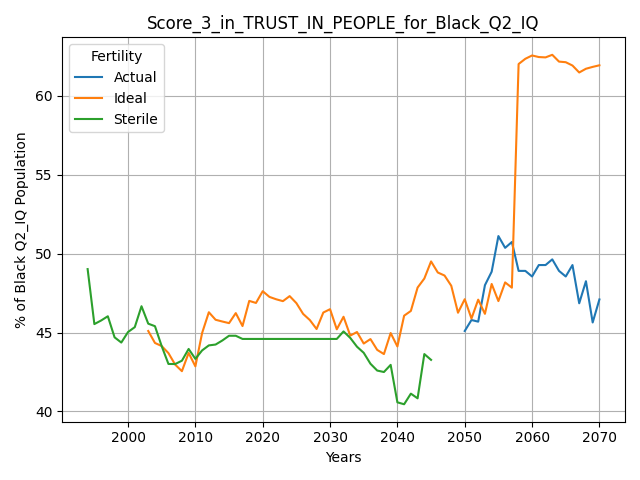 Score_3_in_TRUST_IN_PEOPLE_for_Black_Q2_IQ
Fertility
Actual
Ideal
Sterile
% of Black Q2_IQ Population
60
55
50
45
40
2000
2010
2020
2030
2040
2050
2060
2070
Years